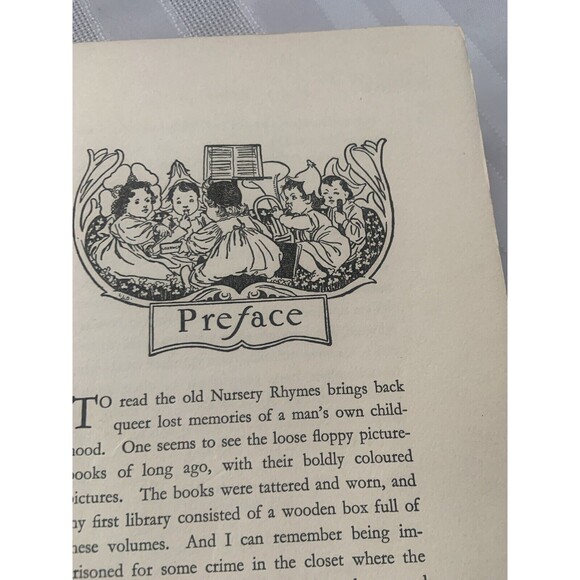 Preface
TO read the old Nursery Rhymes brings back
queer lost memories of a man's own child-
hood. One seems to see the loose floppy picture-
books of long ago, with their boldly coloured
pictures. The books were tattered and worn, and
my first library consisted of a wooden box full of
these volumes. And I can remember being im-
prisoned for some crime in the closet where the